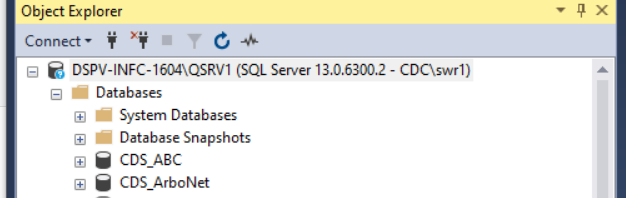 Object Explorer
Connect
DSPV-INFC-1604\QSRV1 (SQL Server 13.0.6300.2 - CDC\swr1)
Databases
System Databases
Database Snapshots
CDS_ABC
CDS_ArboNet